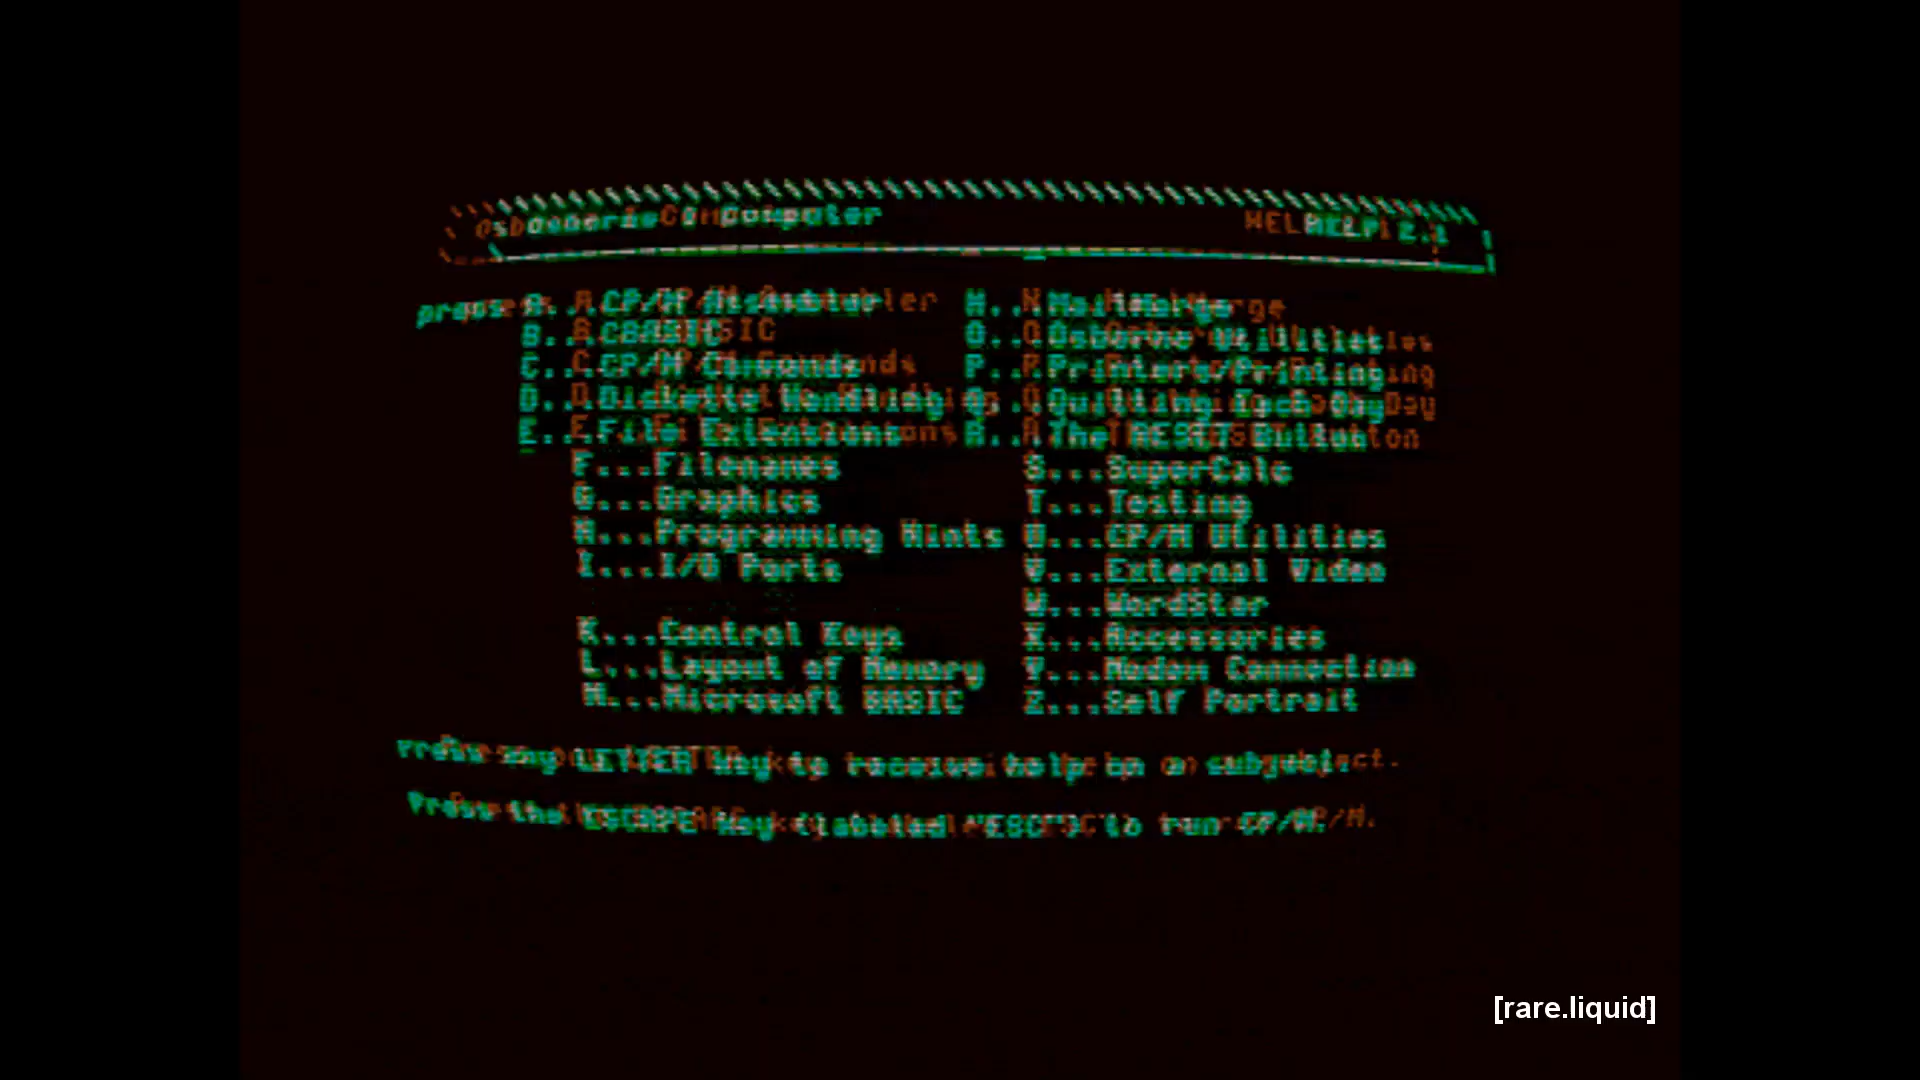 Osborne Computer HELP! 2.1
A...CP/M Assembler N...MailMerge
B...CBASIC O...Osborne Utilities
C...CP/M Commands P...Printers/Printing
D...Diskette Handling Q...Quitting Each Day
E...File Extensions R...The RESET Button
F...Filenames S...SuperCalc
G...Graphics T...Testing
H...Programming Hints U...CP/M Utilities
I...I/O Ports V...External Video
W...WordStar
K...Control Keys X...Accessories
L...Layout of Memory Y...Modem Connection
M...Microsoft BASIC Z...Self Portrait
Press any LETTER key to receive help on a subject.
Press the ESCAPE key (labeled "ESC") to run CP/M.
[rare.liquid]